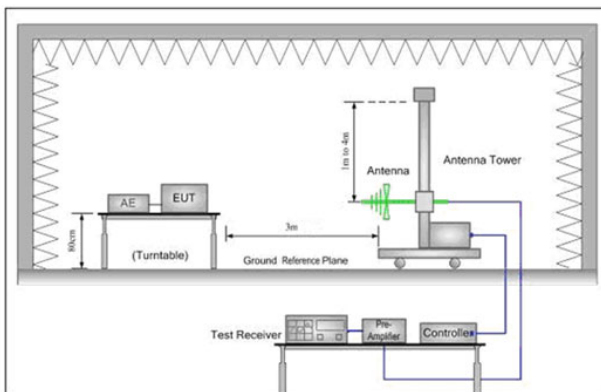 1m to 4m
Antenna
Antenna Tower
AE
EUT
80cm
(Turntable)
3m
Ground Reference Plane
Test Receiver
Pre-
Amplifier
Controller